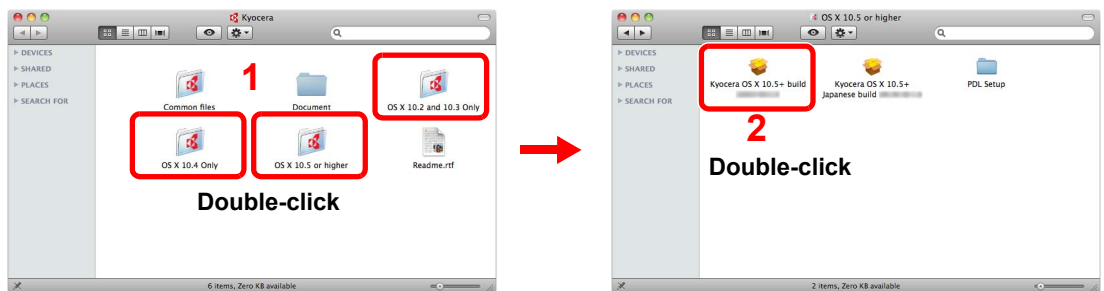 Kyocera
DEVICES
SHARED
PLACES
SEARCH FOR
1
Common files
Document
OS X 10.2 and 10.3 Only
OS X 10.4 Only
OS X 10.5 or higher
Readme.rtf
Double-click
6 items, Zero KB available
OS X 10.5 or higher
DEVICES
SHARED
PLACES
SEARCH FOR
Kyocera OS X 10.5+ build
Kyocera OS X 10.5+
Japanese build
PDL Setup
2
Double-click
2 items, Zero KB available